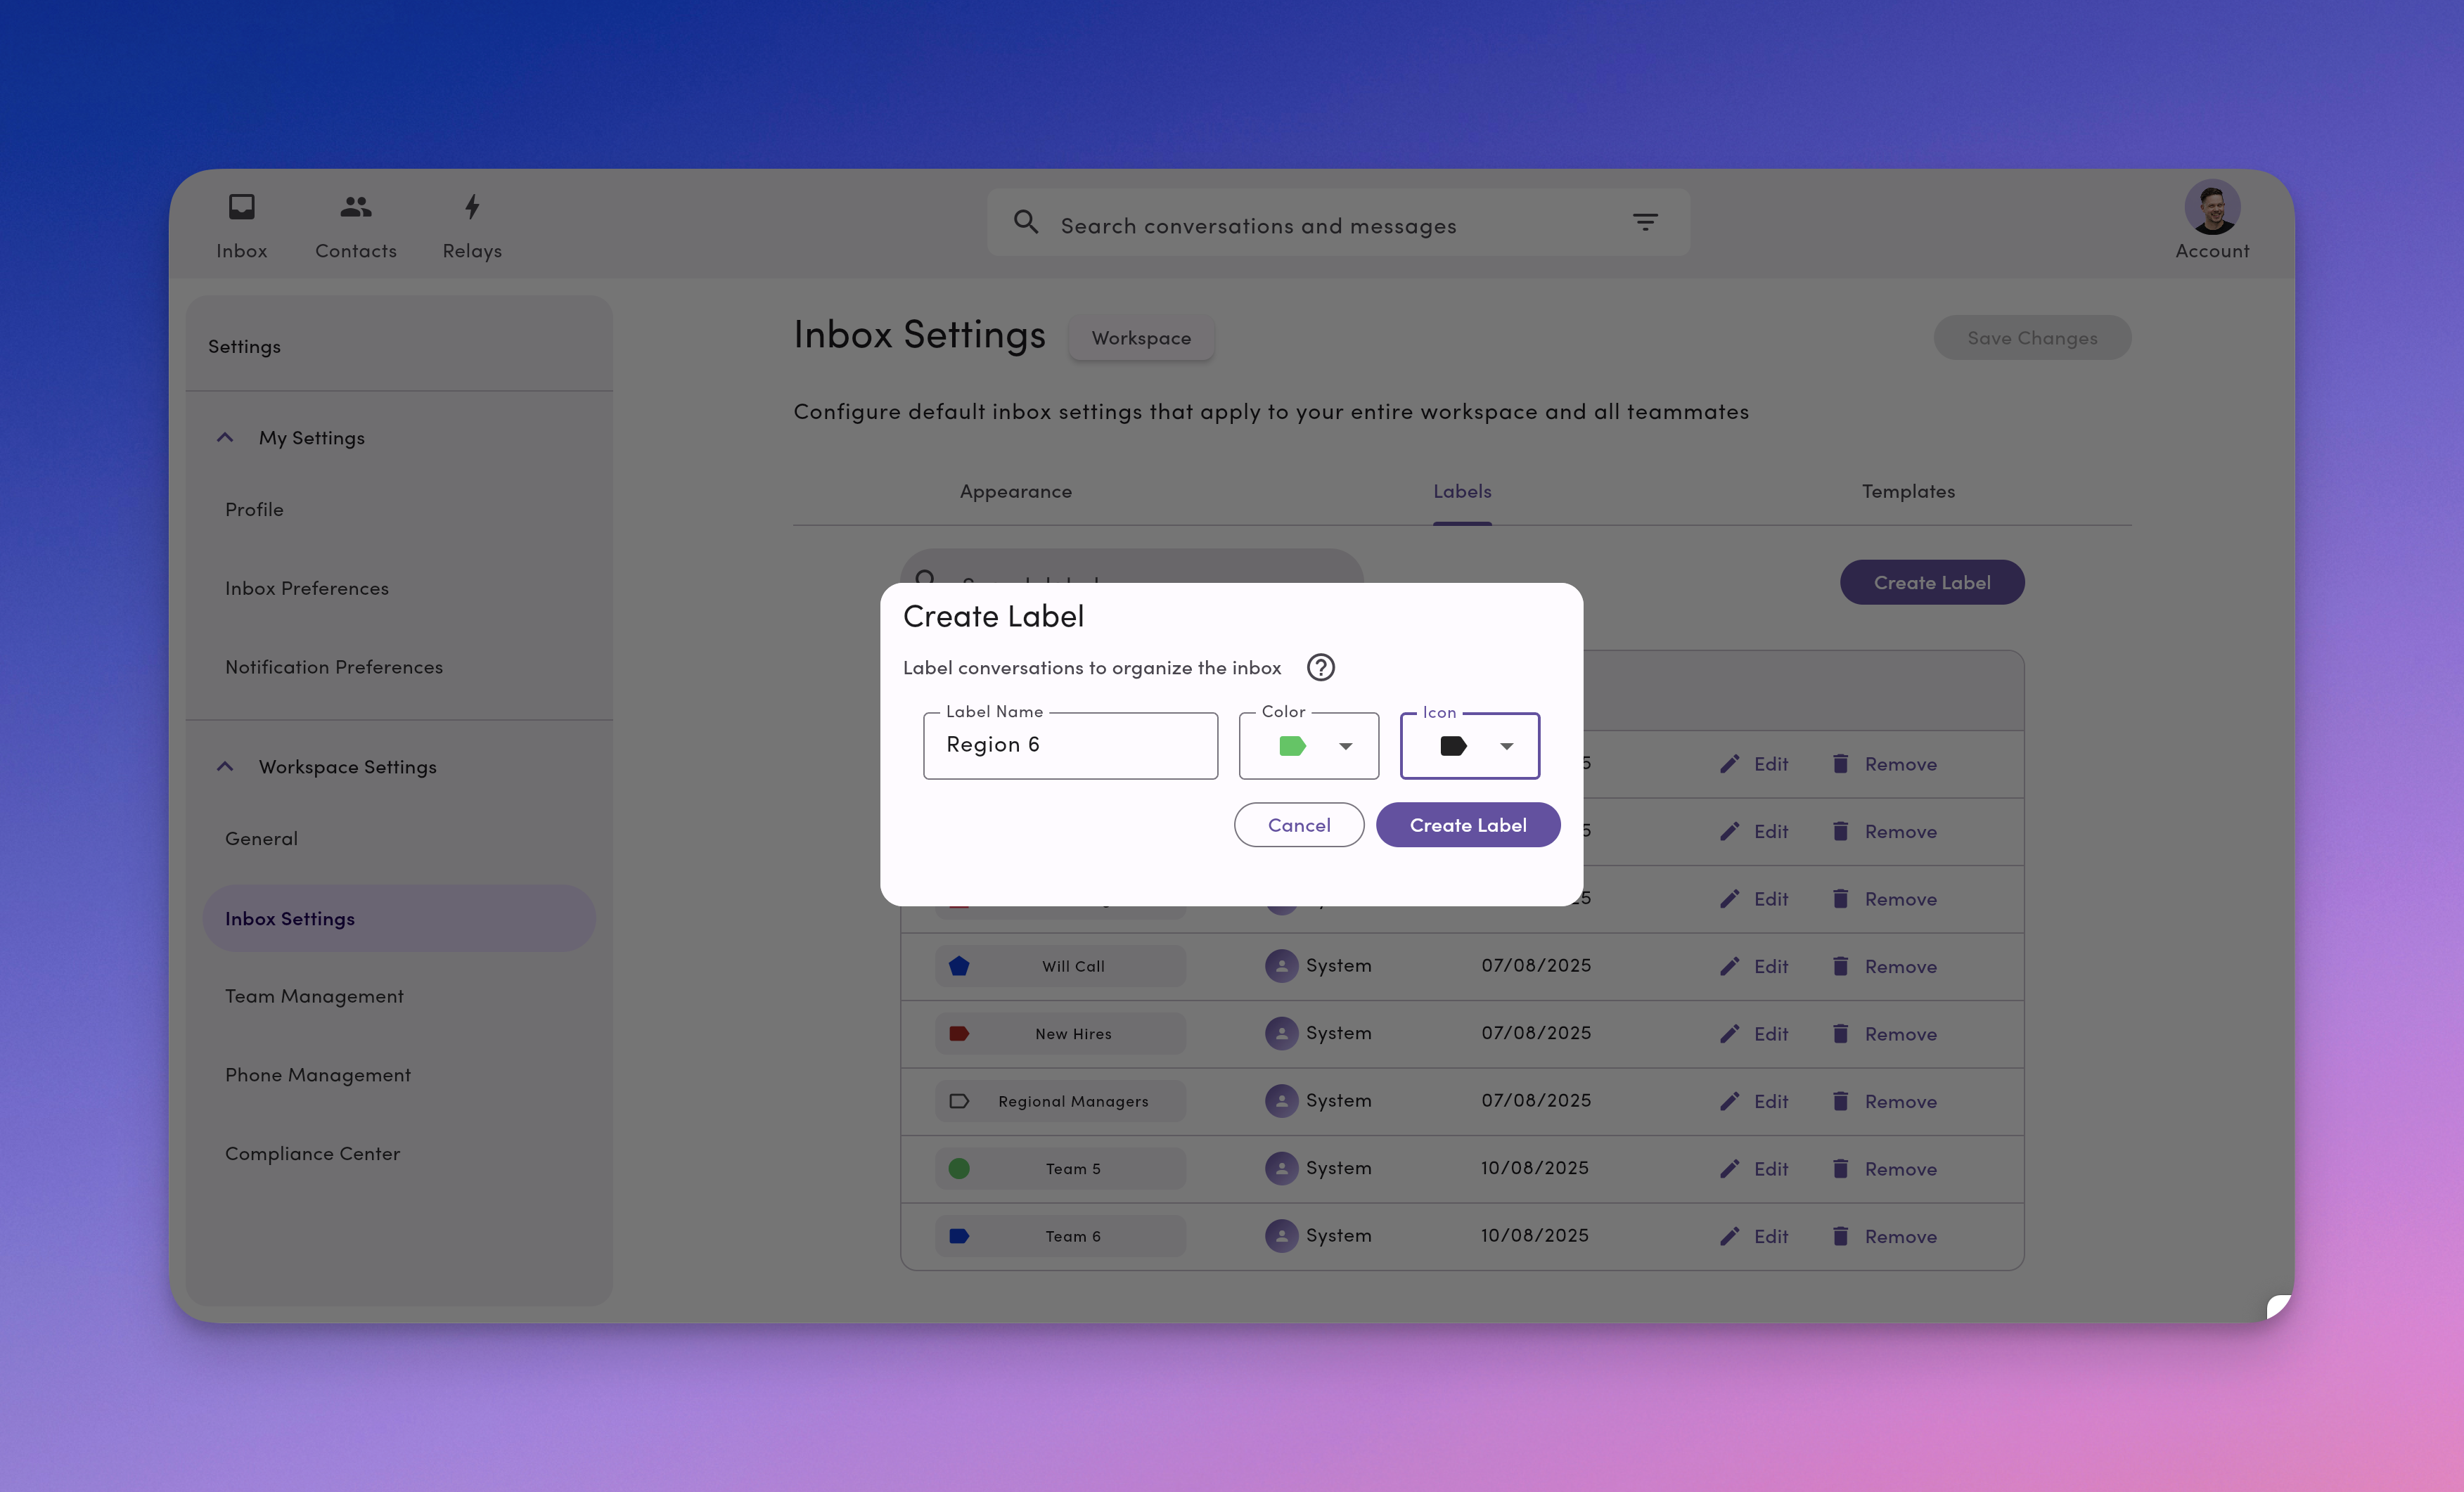 Inbox
Contacts
Relays
Search conversations and messages
Account
Settings
My Settings
Profile
Inbox Preferences
Notification Preferences
Workspace Settings
General
Inbox Settings
Team Management
Phone Management
Compliance Center
Inbox Settings
Workspace
Save Changes
Configure default inbox settings that apply to your entire workspace and all teammates
Appearance
Labels
Templates
Create Label
Create Label
Label conversations to organize the inbox
Label Name
Region 6
Color
Icon
Cancel
Create Label
5 Edit Remove
5 Edit Remove
25 Edit Remove
Will Call System 07/08/2025 Edit Remove
New Hires System 07/08/2025 Edit Remove
Regional Managers System 07/08/2025 Edit Remove
Team 5 System 10/08/2025 Edit Remove
Team 6 System 10/08/2025 Edit Remove